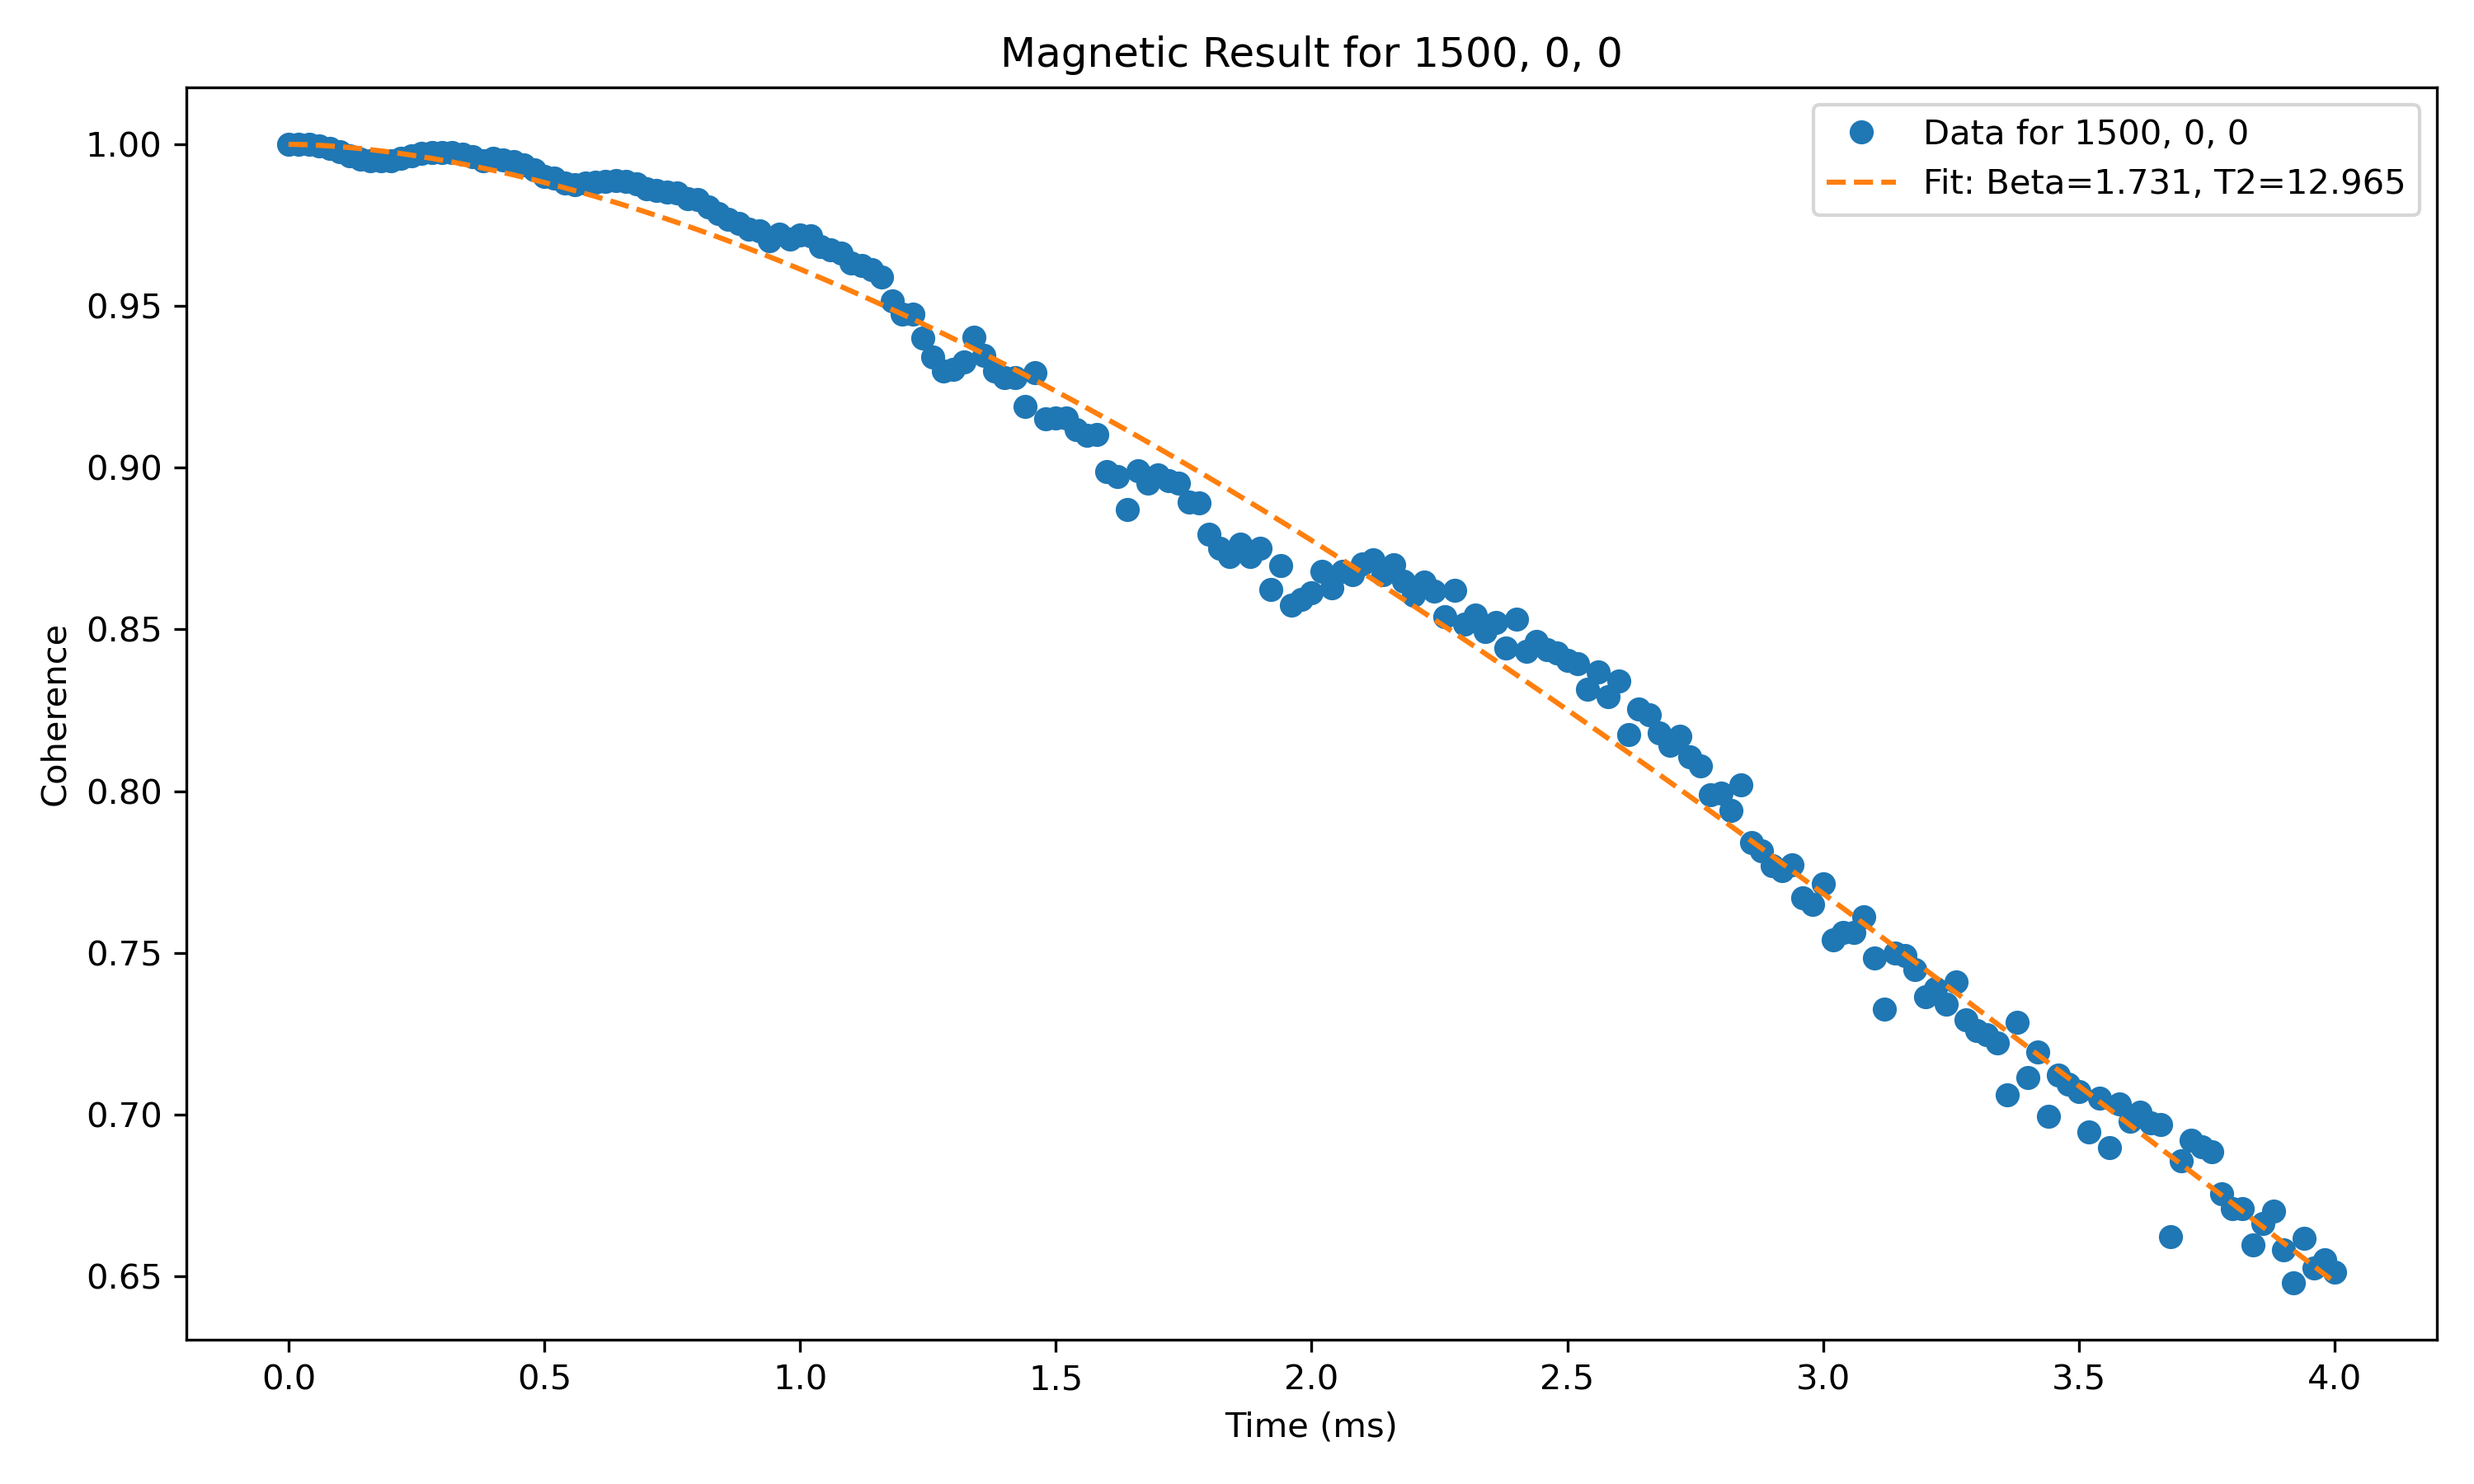 Magnetic Result for 1500, 0, 0
Data for 1500, 0, 0
Fit: Beta=1.731, T2=12.965
Coherence
1.00
0.95
0.90
0.85
0.80
0.75
0.70
0.65
0.0 0.5 1.0 1.5 2.0 2.5 3.0 3.5 4.0
Time (ms)